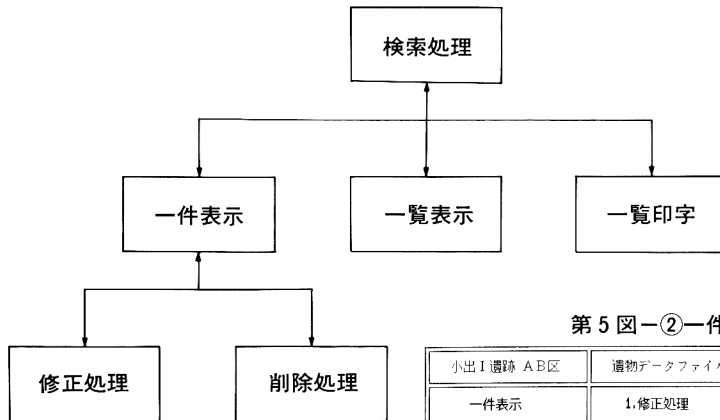 検索処理
一件表示
一覧表示
一覧印字
第5図-②一件
修正処理
削除処理
小出I遺跡 AB区
遺物データファイ
一件表示
1.修正処理